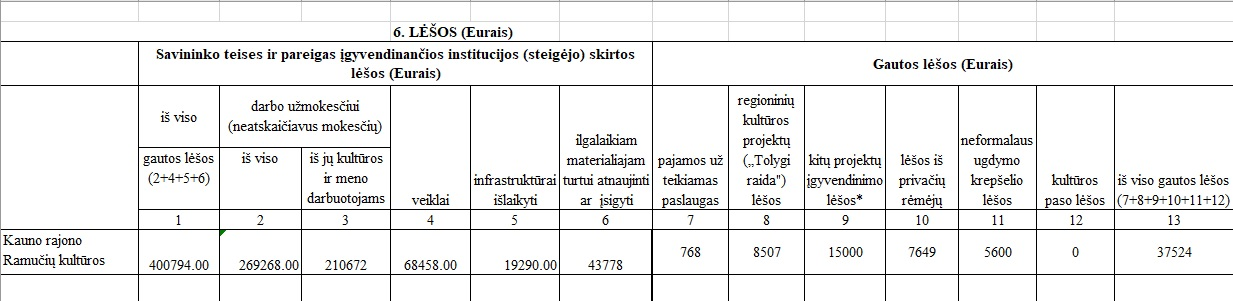 6. LĖŠOS (Eurais)
Savininko teises ir pareigas įgyvendinančios institucijos (steigėjo) skirtos
lėšos (Eurais)
Gautos lėšos (Eurais)
iš viso
gautos lėšos
(2+4+5+6)
darbo užmokesčiui
(neatskaičiavus mokesčių)
iš viso
iš jų kultūros
ir meno
darbuotojams
veiklai
infrastruktūrai
išlaikyti
ilgalaikiam
materialiajam
turtui atnaujinti
ar įsigyti
pajamos už
teikiamas
paslaugas
regioninių
kultūros
projektų
(„Tolygi
raida")
lėšos
kitų projektų
įgyvendinimo
lėšos*
lėšos iš
privačių
rėmėjų
neformalaus
ugdymo
krepšelio
lėšos
kultūros
paso lėšos
iš viso gautos lėšos
(7+8+9+10+11+12)
1 2 3 4 5 6 7 8 9 10 11 12 13
Kauno rajono
Ramučių kultūros
400794.00 269268.00 210672 68458.00 19290.00 43778 768 8507 15000 7649 5600 0 37524